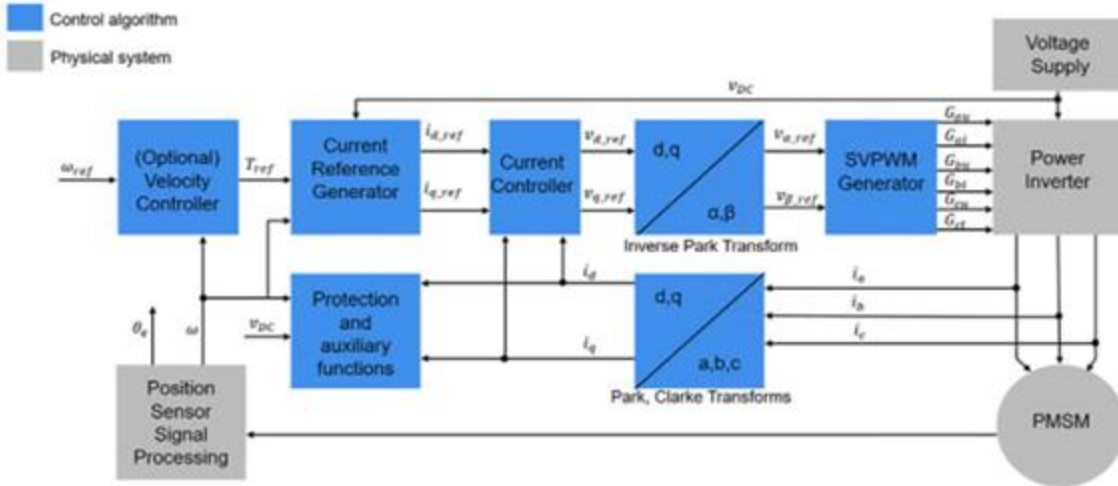 Control algorithm
Physical system
Voltage
Supply
v_DC
(Optional)
Velocity
Controller
ω_ref
T_ref
Current
Reference
Generator
i_d_ref
i_q_ref
Current
Controller
v_d_ref
v_q_ref
d,q
α,β
Inverse Park Transform
v_α_ref
v_β_ref
SVPWM
Generator
G_au
G_al
G_bu
G_bl
G_cu
G_cl
Power
Inverter
θ_e
ω
v_DC
Protection
and
auxiliary
functions
i_d
i_q
d,q
a,b,c
Park, Clarke Transforms
i_a
i_b
i_c
Position
Sensor
Signal
Processing
PMSM